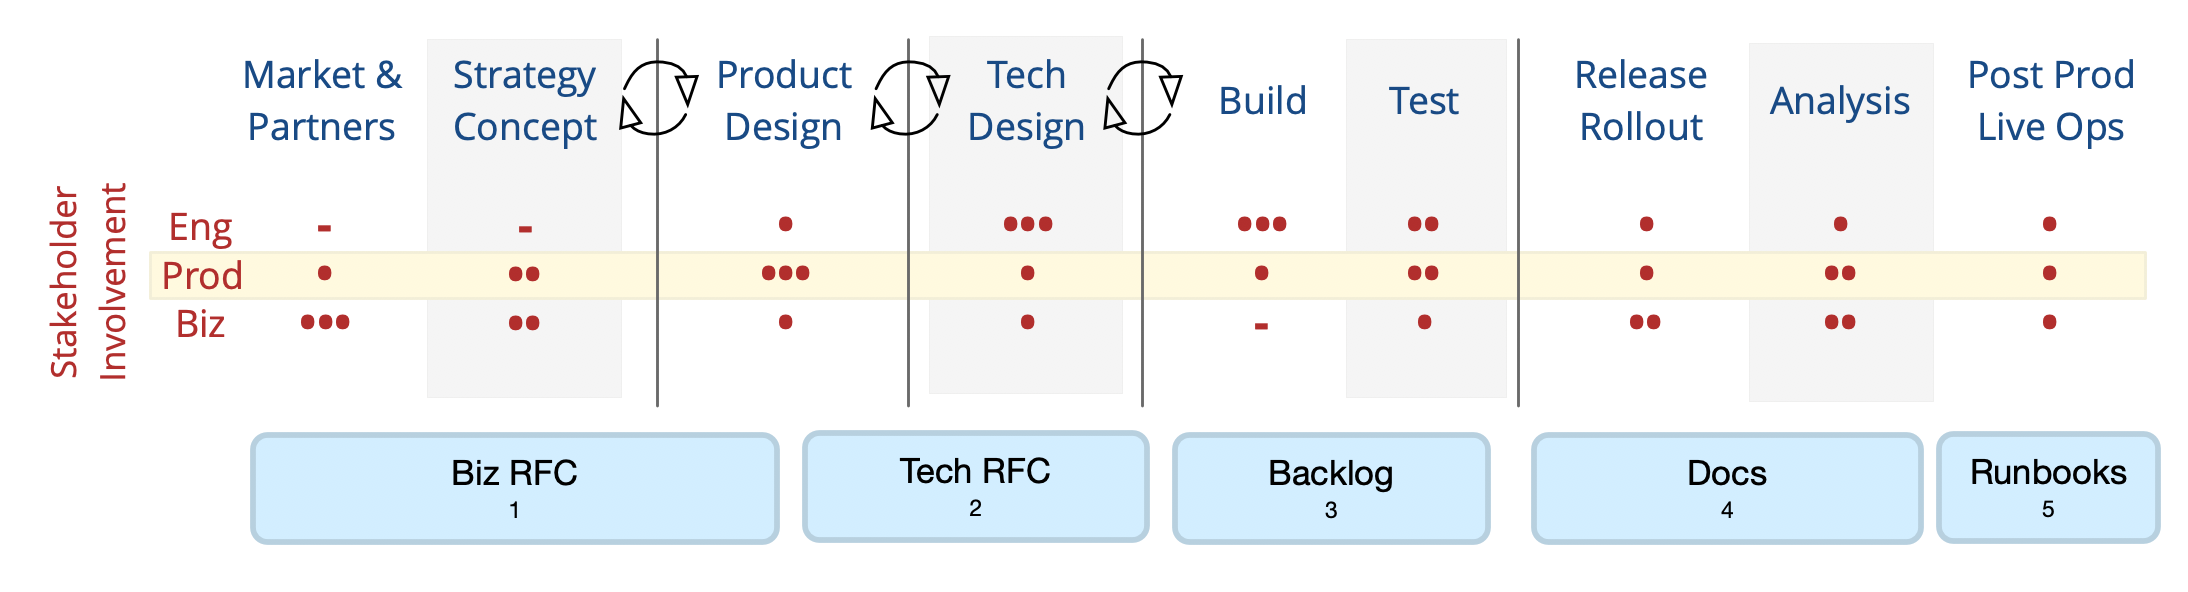 Market &
Partners
Strategy
Concept
Product
Design
Tech
Design
Build
Test
Release
Rollout
Analysis
Post Prod
Live Ops
Stakeholder
Involvement
Eng
- -
Prod
Biz
-
Biz RFC
1
Tech RFC
2
Backlog
3
Docs
4
Runbooks
5